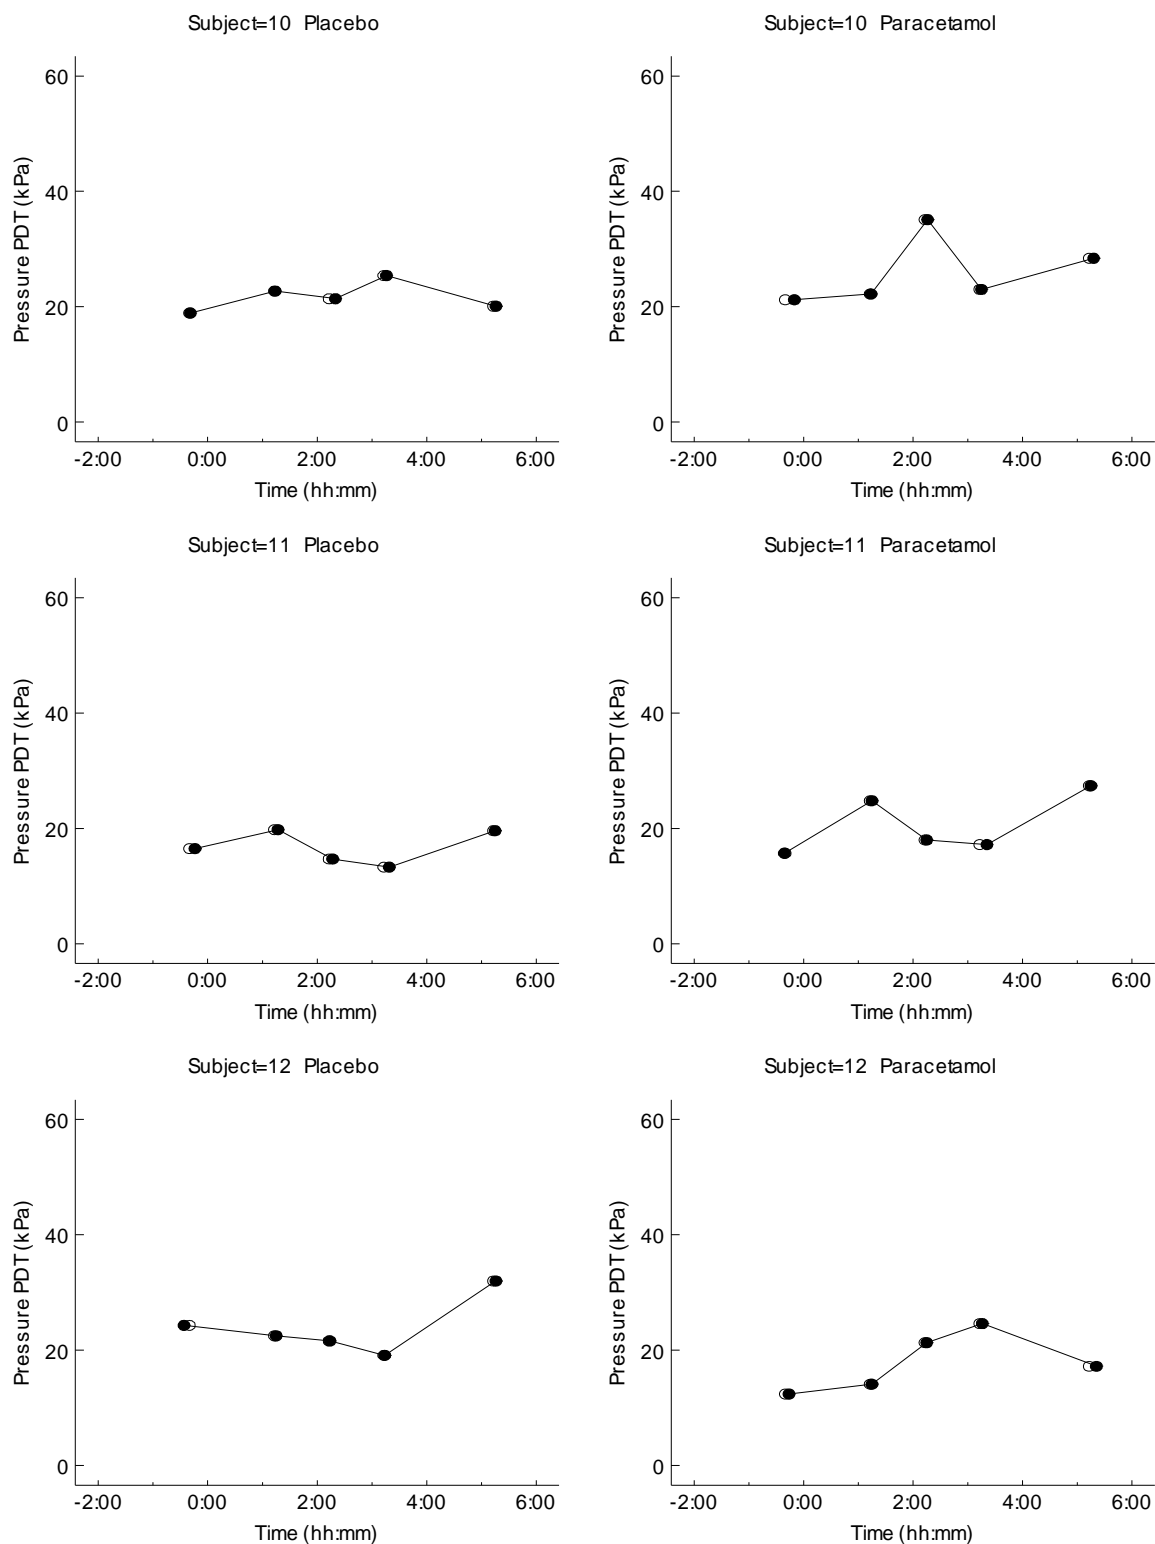 Subject=10 Placebo
Pressure PDT (kPa)
60
40
20
0
-2:00 0:00 2:00 4:00 6:00
Time (hh:mm)
Subject=10 Paracetamol
Pressure PDT (kPa)
60
40
20
0
-2:00 0:00 2:00 4:00 6:00
Time (hh:mm)
Subject=11 Placebo
Pressure PDT (kPa)
60
40
20
0
-2:00 0:00 2:00 4:00 6:00
Time (hh:mm)
Subject=11 Paracetamol
Pressure PDT (kPa)
60
40
20
0
-2:00 0:00 2:00 4:00 6:00
Time (hh:mm)
Subject=12 Placebo
Pressure PDT (kPa)
60
40
20
0
-2:00 0:00 2:00 4:00 6:00
Time (hh:mm)
Subject=12 Paracetamol
Pressure PDT (kPa)
60
40
20
0
-2:00 0:00 2:00 4:00 6:00
Time (hh:mm)